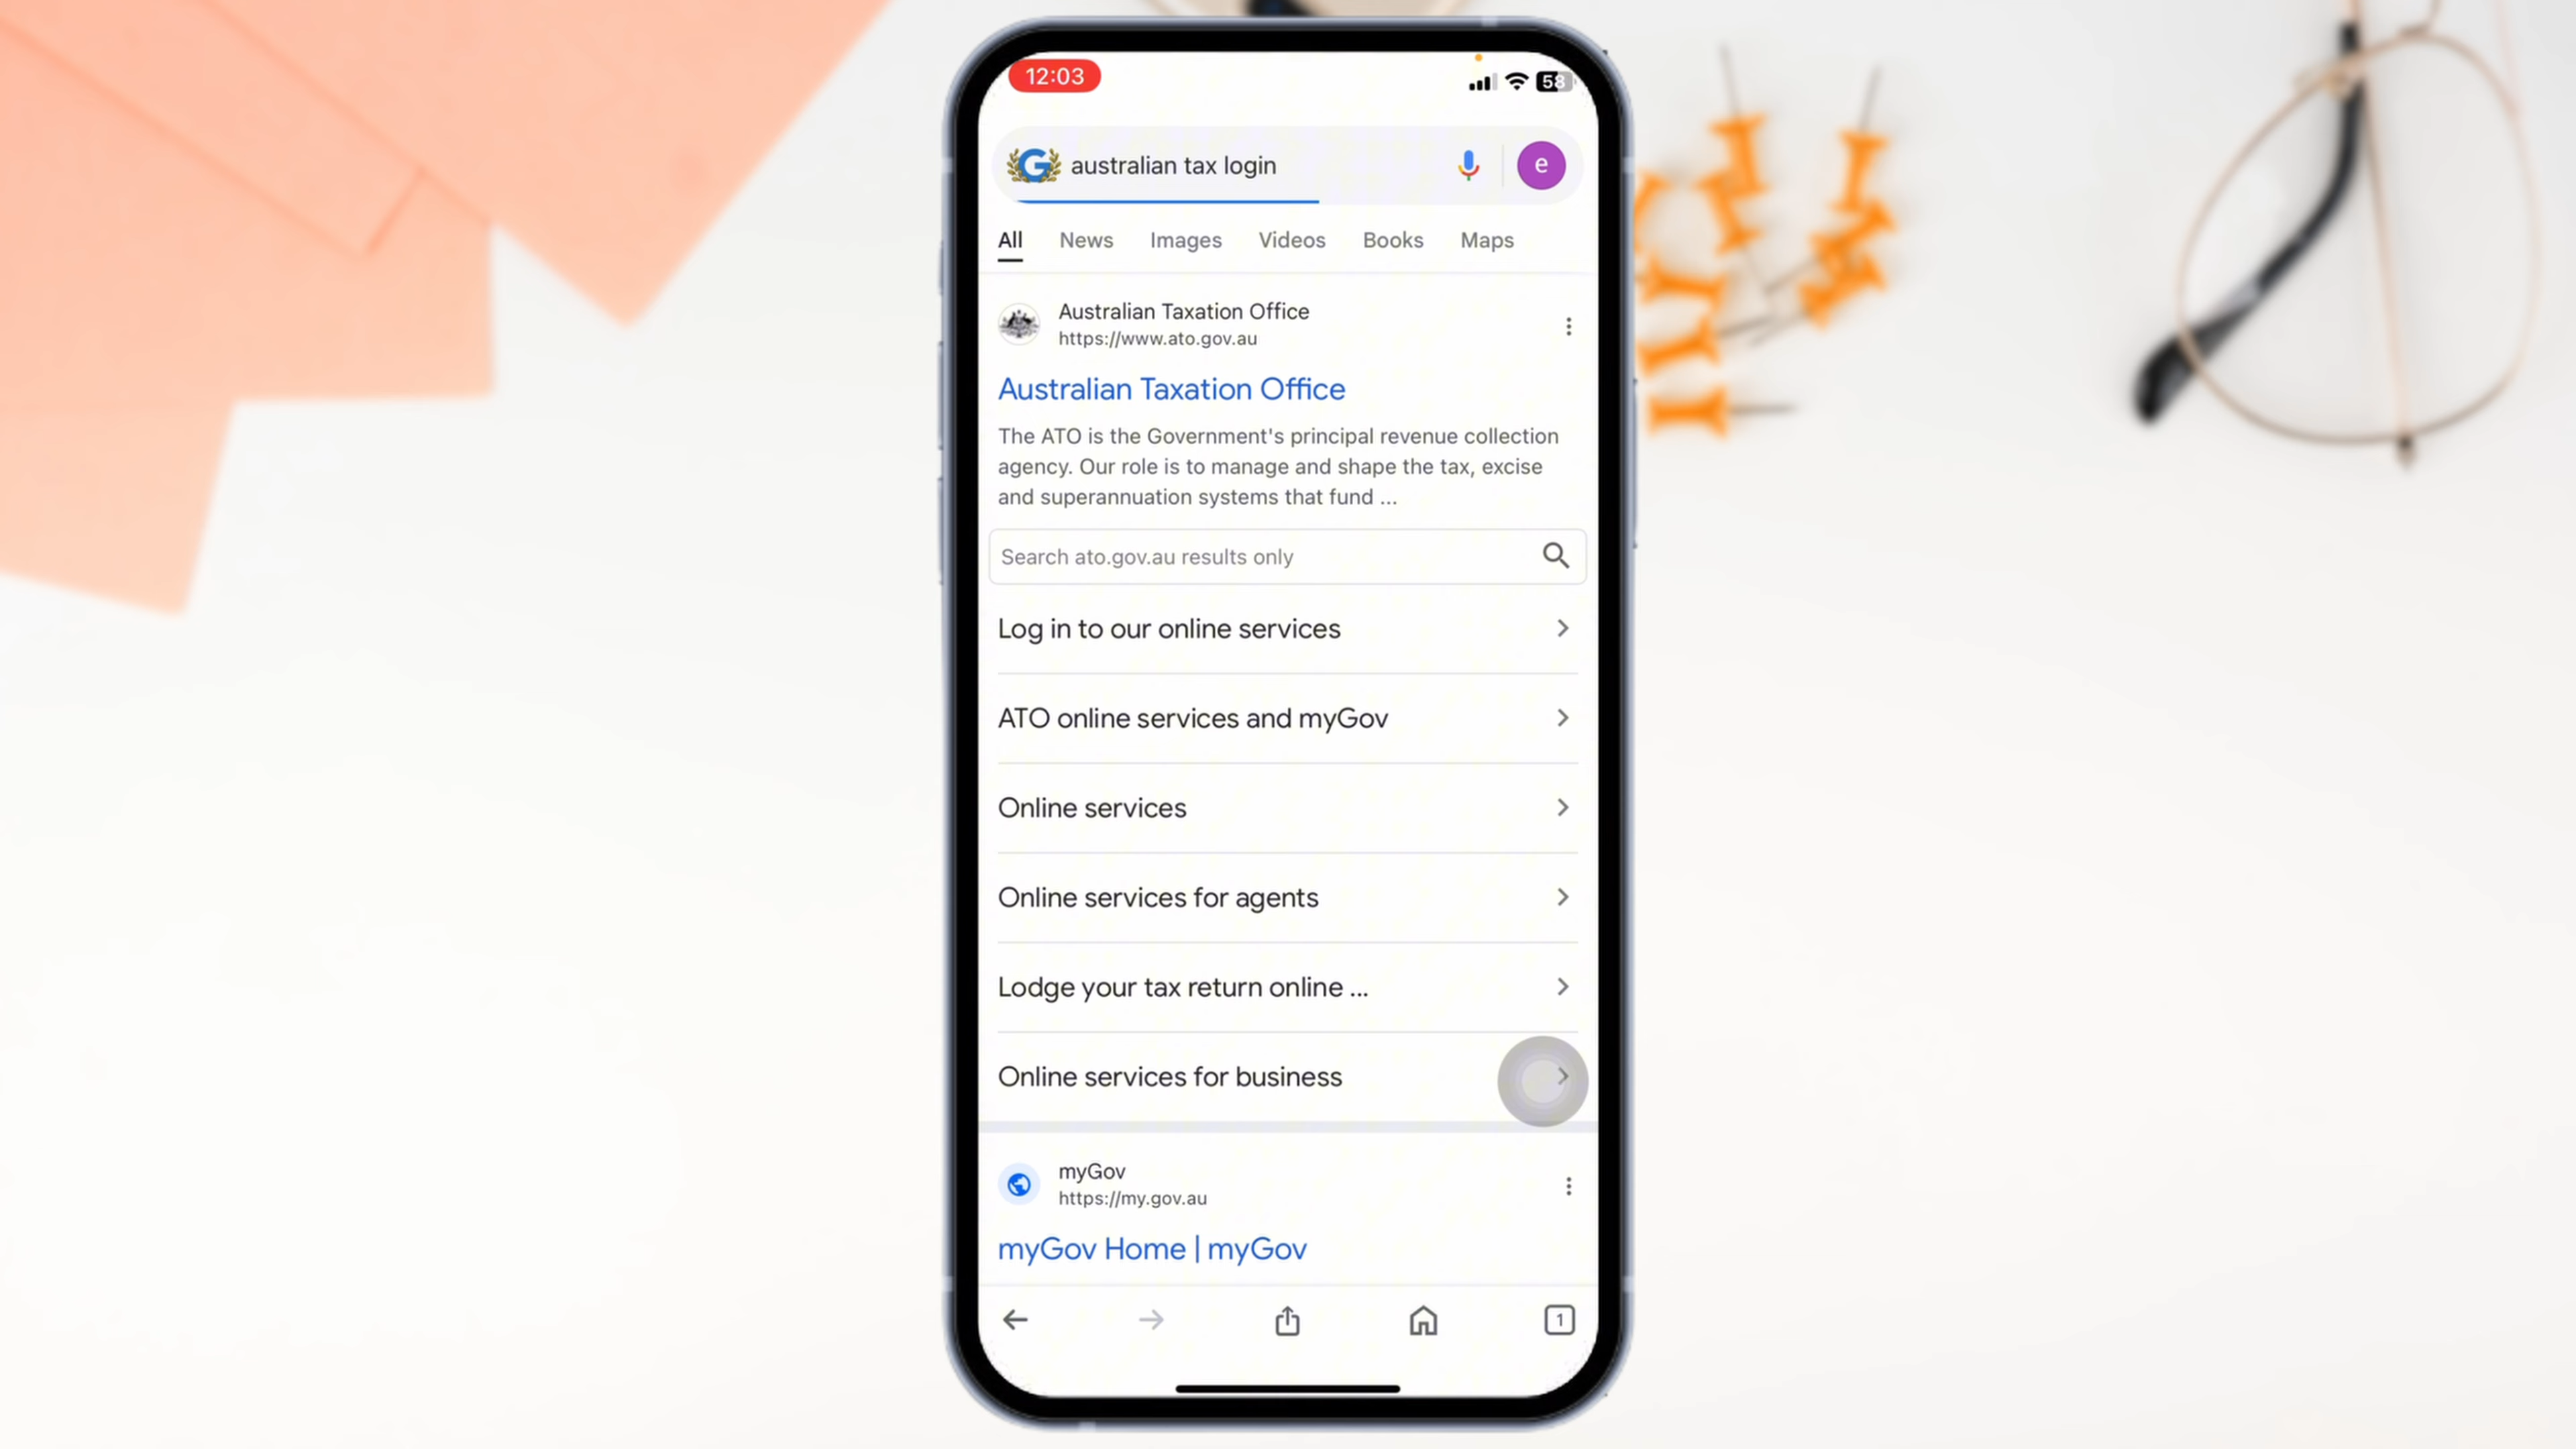 12:03
58
australian tax login
e
All News Images Videos Books Maps
Australian Taxation Office
https://www.ato.gov.au
Australian Taxation Office
The ATO is the Government's principal revenue collection
agency. Our role is to manage and shape the tax, excise
and superannuation systems that fund ...
Search ato.gov.au results only
Log in to our online services
ATO online services and myGov
Online services
Online services for agents
Lodge your tax return online ...
Online services for business
myGov
https://my.gov.au
myGov Home | myGov
1